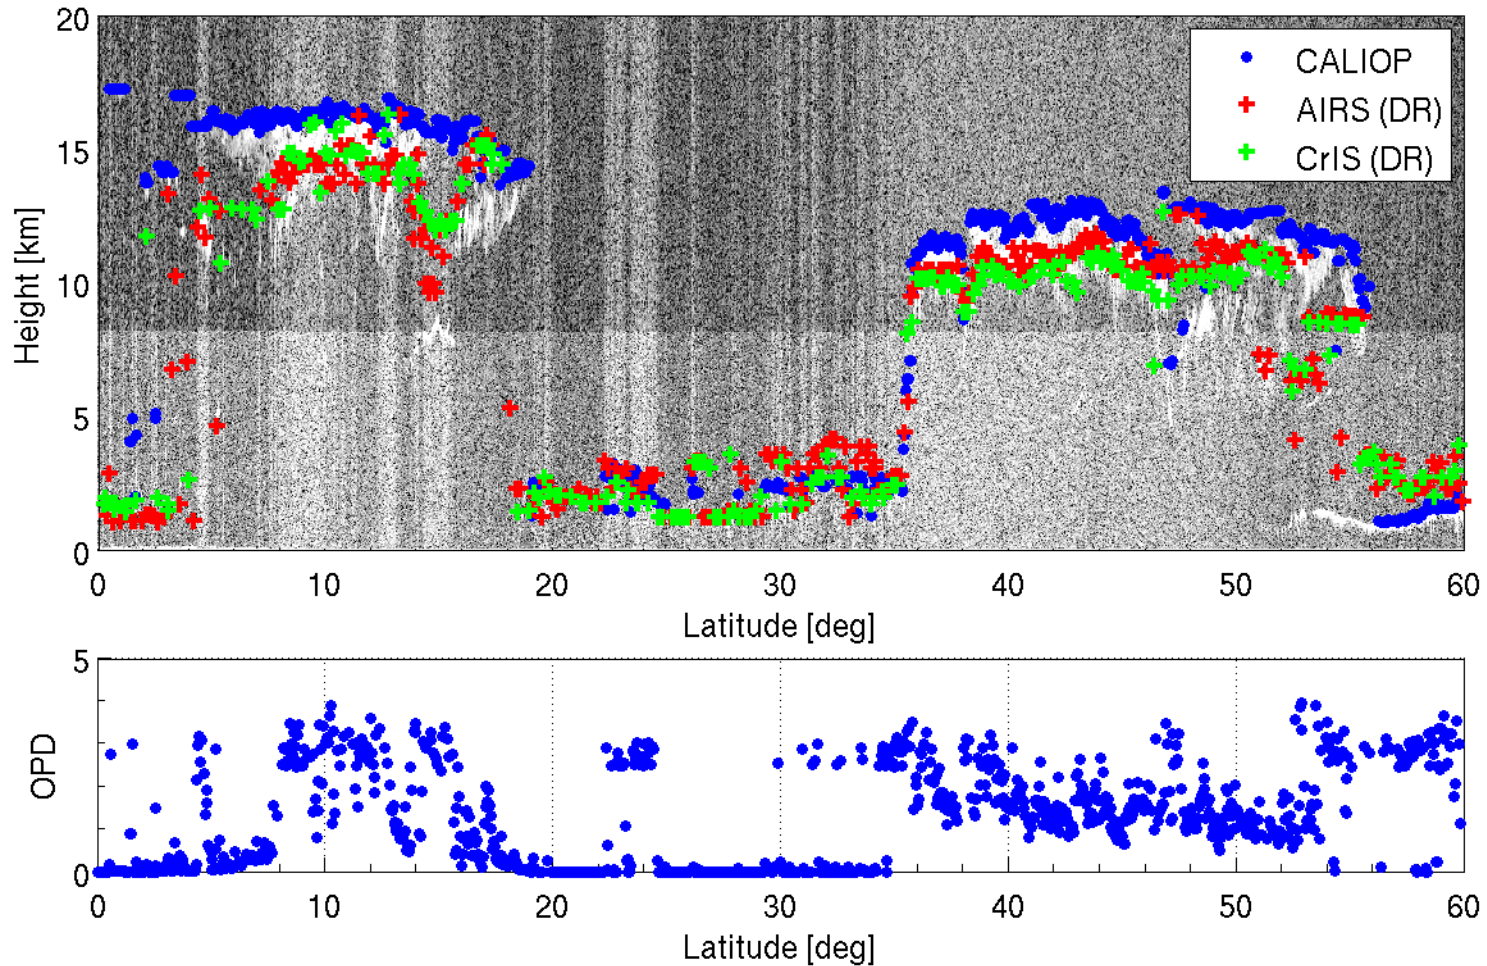 20
15
10
5
0
Height [km]
CALIOP
AIRS (DR)
CrIS (DR)
0 10 20 30 40 50 60
Latitude [deg]
5
0
OPD
0 10 20 30 40 50 60
Latitude [deg]